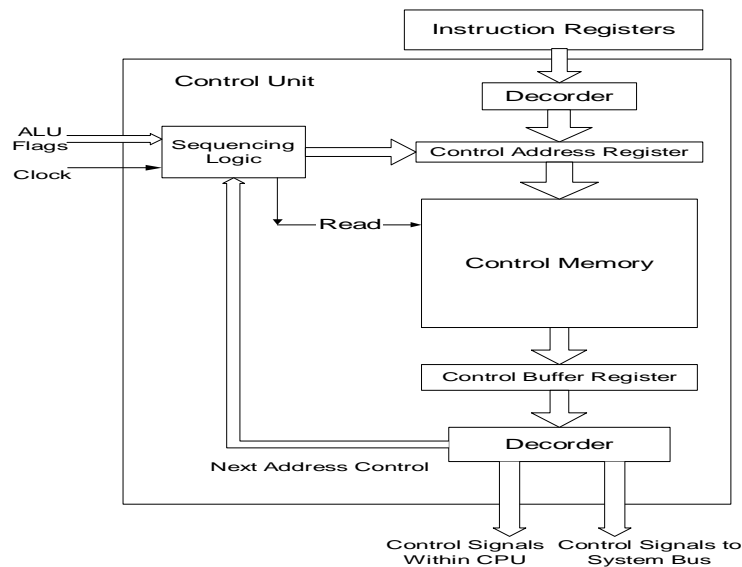 Instruction Registers
Control Unit
Decorder
ALU
Flags
Sequencing
Logic
Control Address Register
Clock
Read
Control Memory
Control Buffer Register
Decorder
Next Address Control
Control Signals
Within CPU
Control Signals to
System Bus